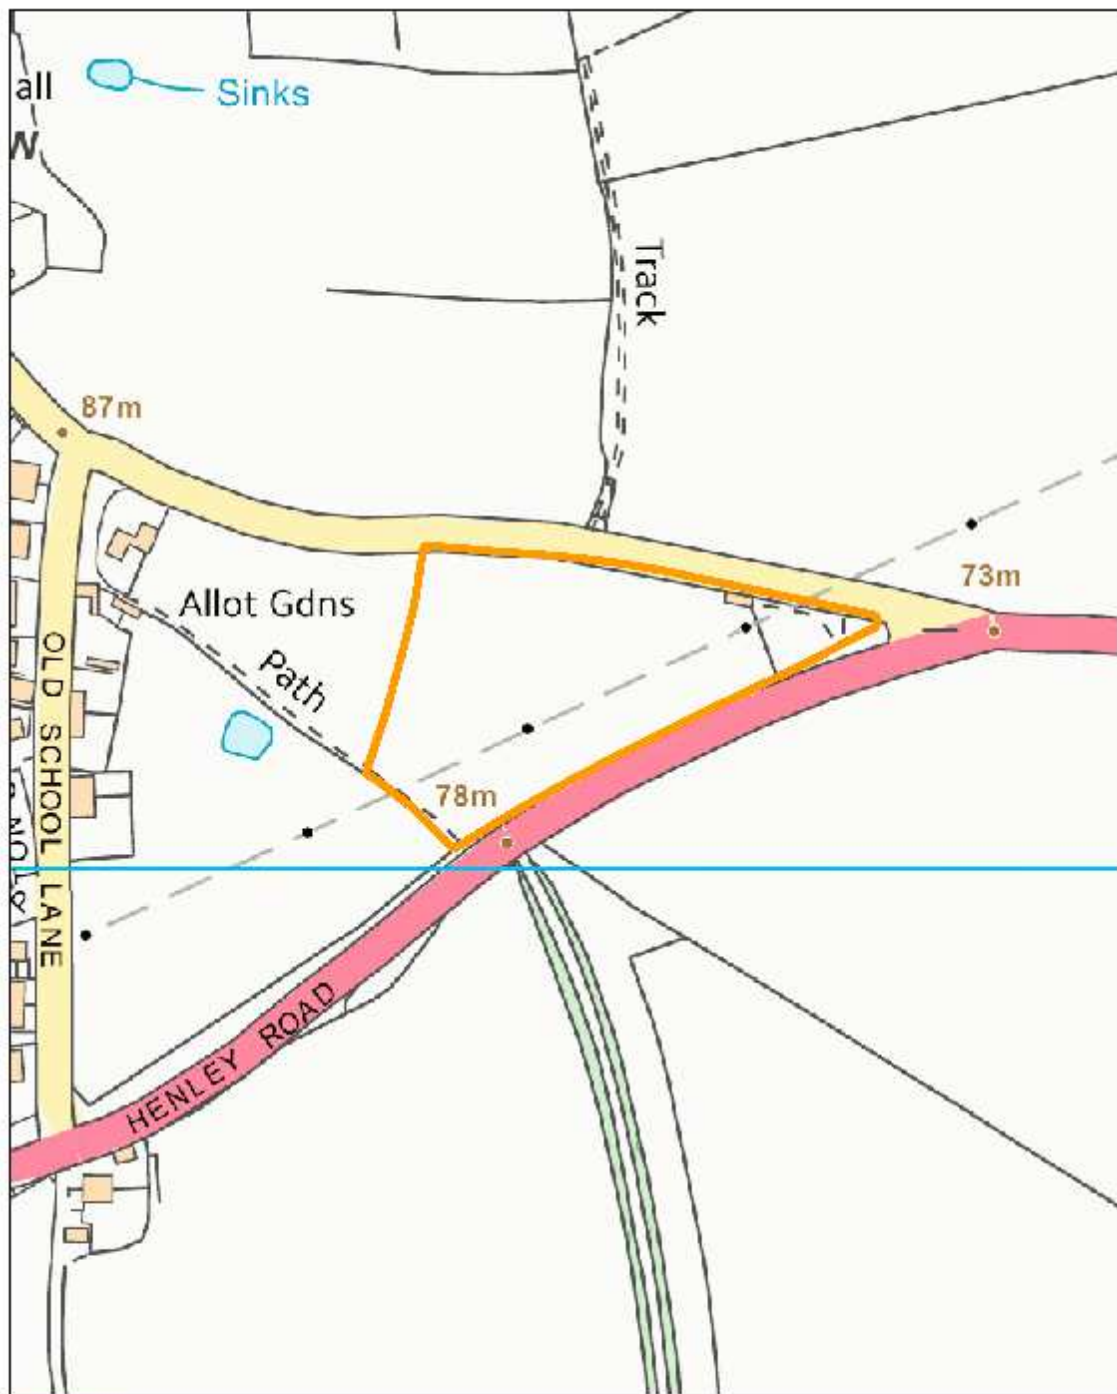 all
Sinks
W
Track
87m
73m
Allot Gdns
Path
OLD SCHOOL LANE
78m
HENLEY ROAD